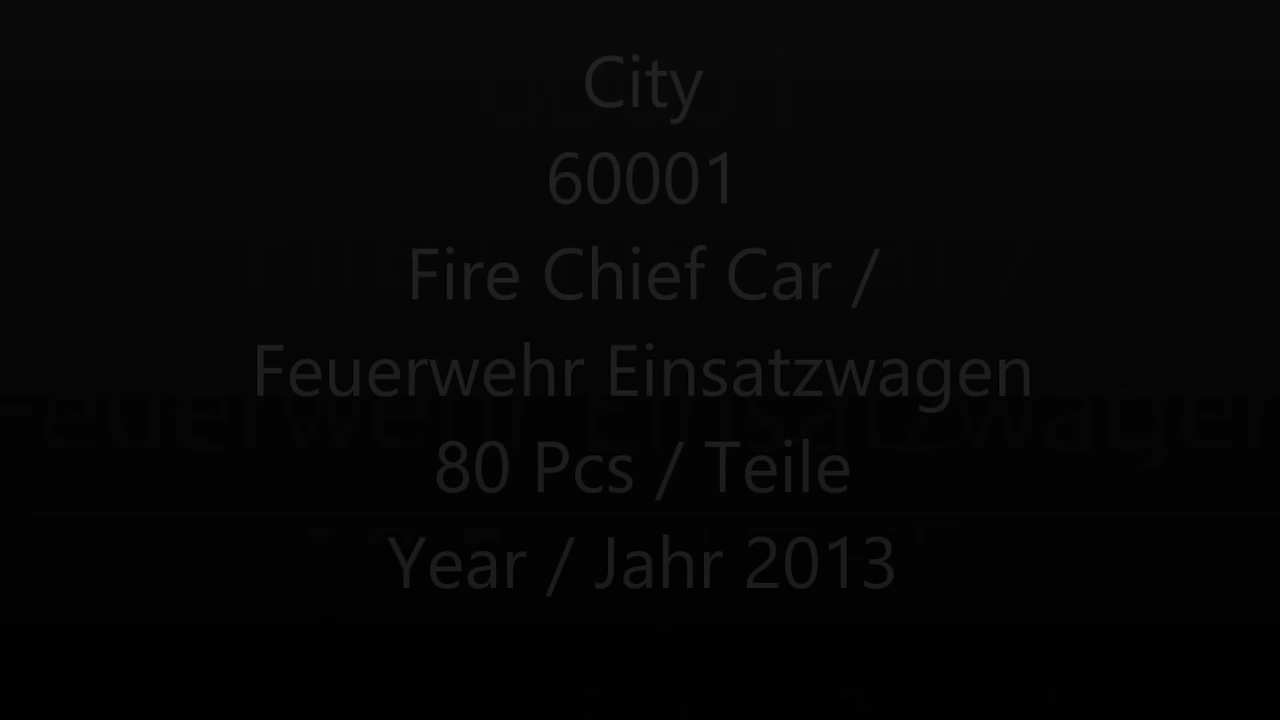 City
60001
Fire Chief Car /
Feuerwehr Einsatzwagen
80 Pcs / Teile
Year / Jahr 2013